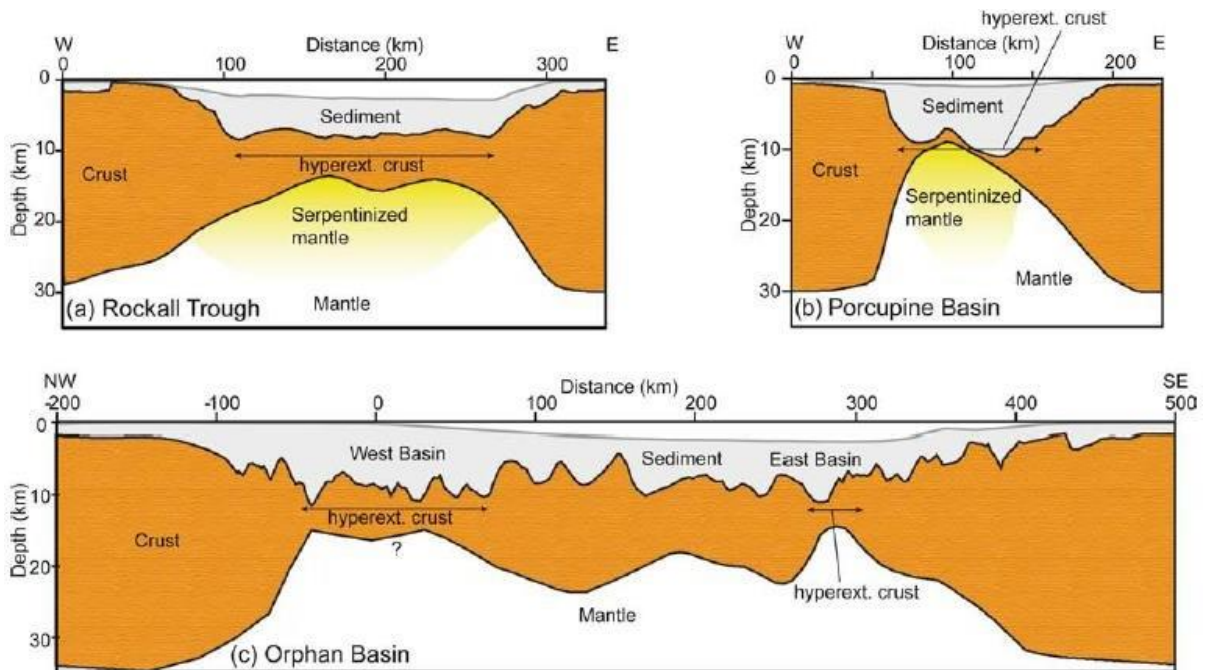 W
Distance (km)
E
0
100
200
300
0
10
20
30
Depth (km)
Sediment
hyperext. crust
Crust
Serpentinized
mantle
Mantle
(a) Rockall Trough
hyperext. crust
W
Distance (km)
E
0
100
200
0
10
20
30
Depth (km)
Sediment
Crust
Serpentinized
mantle
Mantle
(b) Porcupine Basin
NW
Distance (km)
SE
-200
-100
0
100
200
300
400
500
0
10
20
30
Depth (km)
West Basin
Sediment
East Basin
hyperext. crust
Crust
?
hyperext. crust
Mantle
(c) Orphan Basin